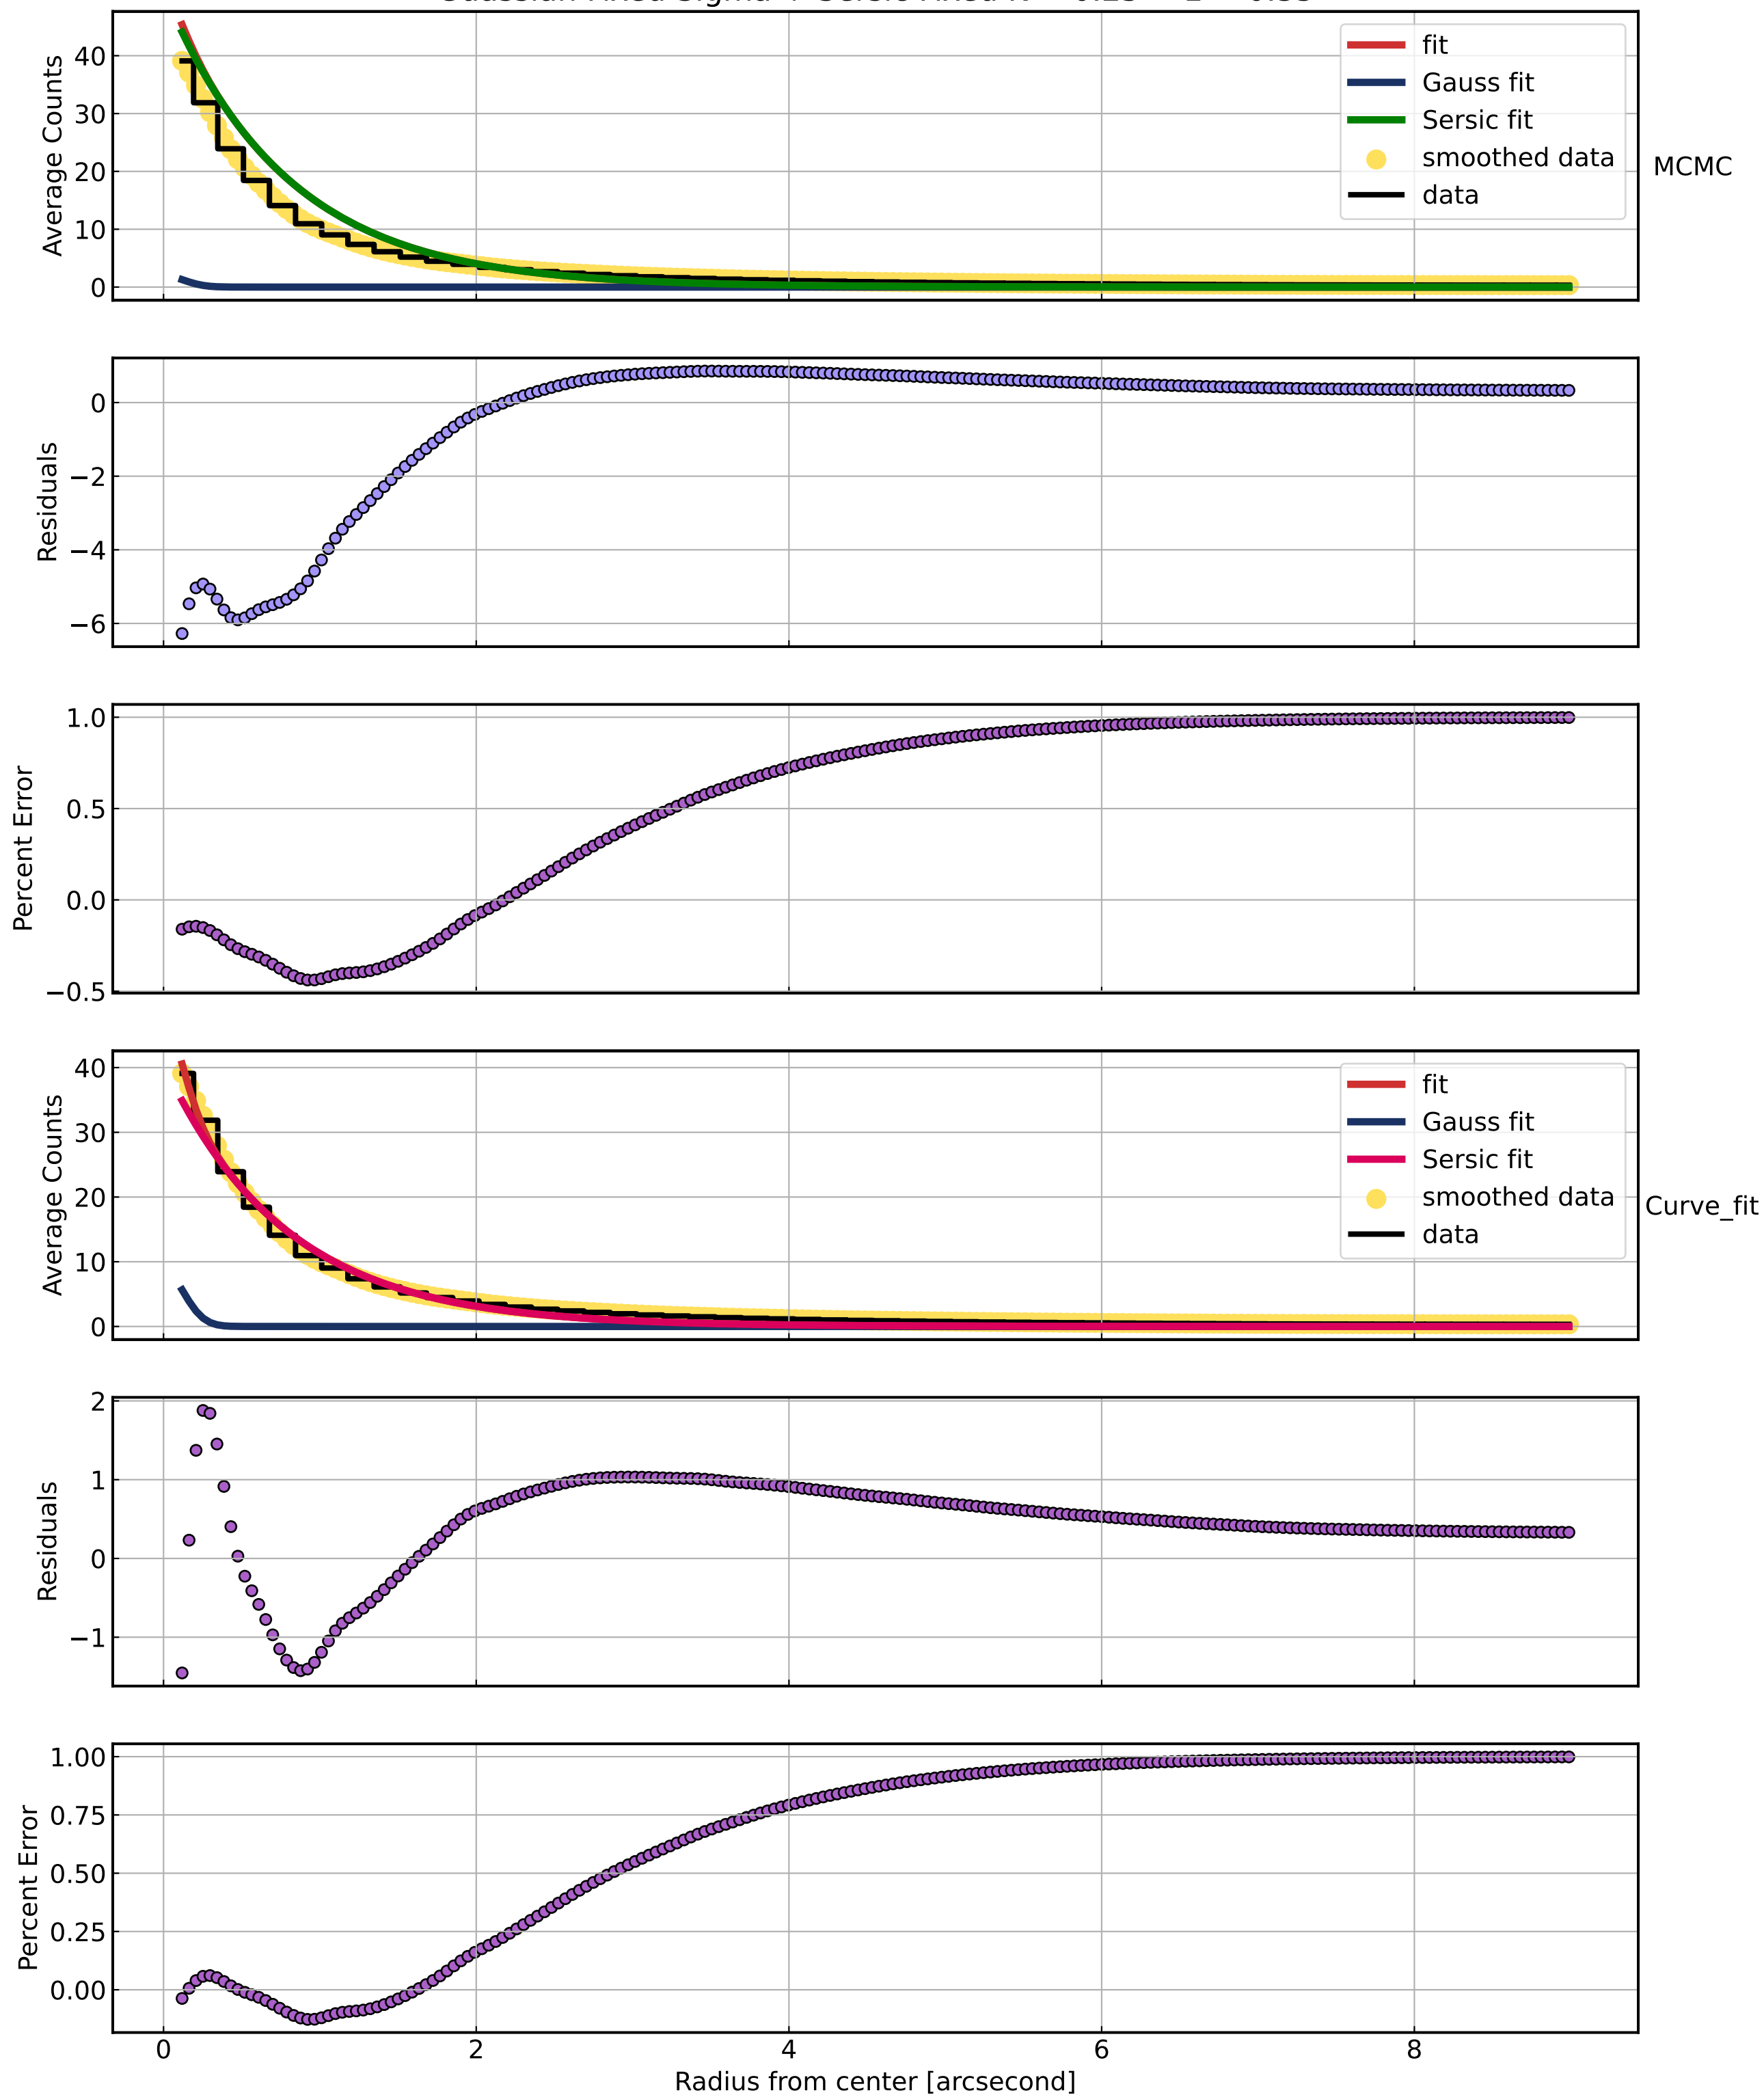 Average Counts
40
30
20
10
0
fit
Gauss fit
Sersic fit
smoothed data
data
MCMC
Residuals
0
−2
−4
−6
Percent Error
1.0
0.5
0.0
−0.5
Average Counts
40
30
20
10
0
fit
Gauss fit
Sersic fit
smoothed data
data
Curve_fit
Residuals
2
1
0
−1
Percent Error
1.00
0.75
0.50
0.25
0.00
0 2 4 6 8
Radius from center [arcsecond]